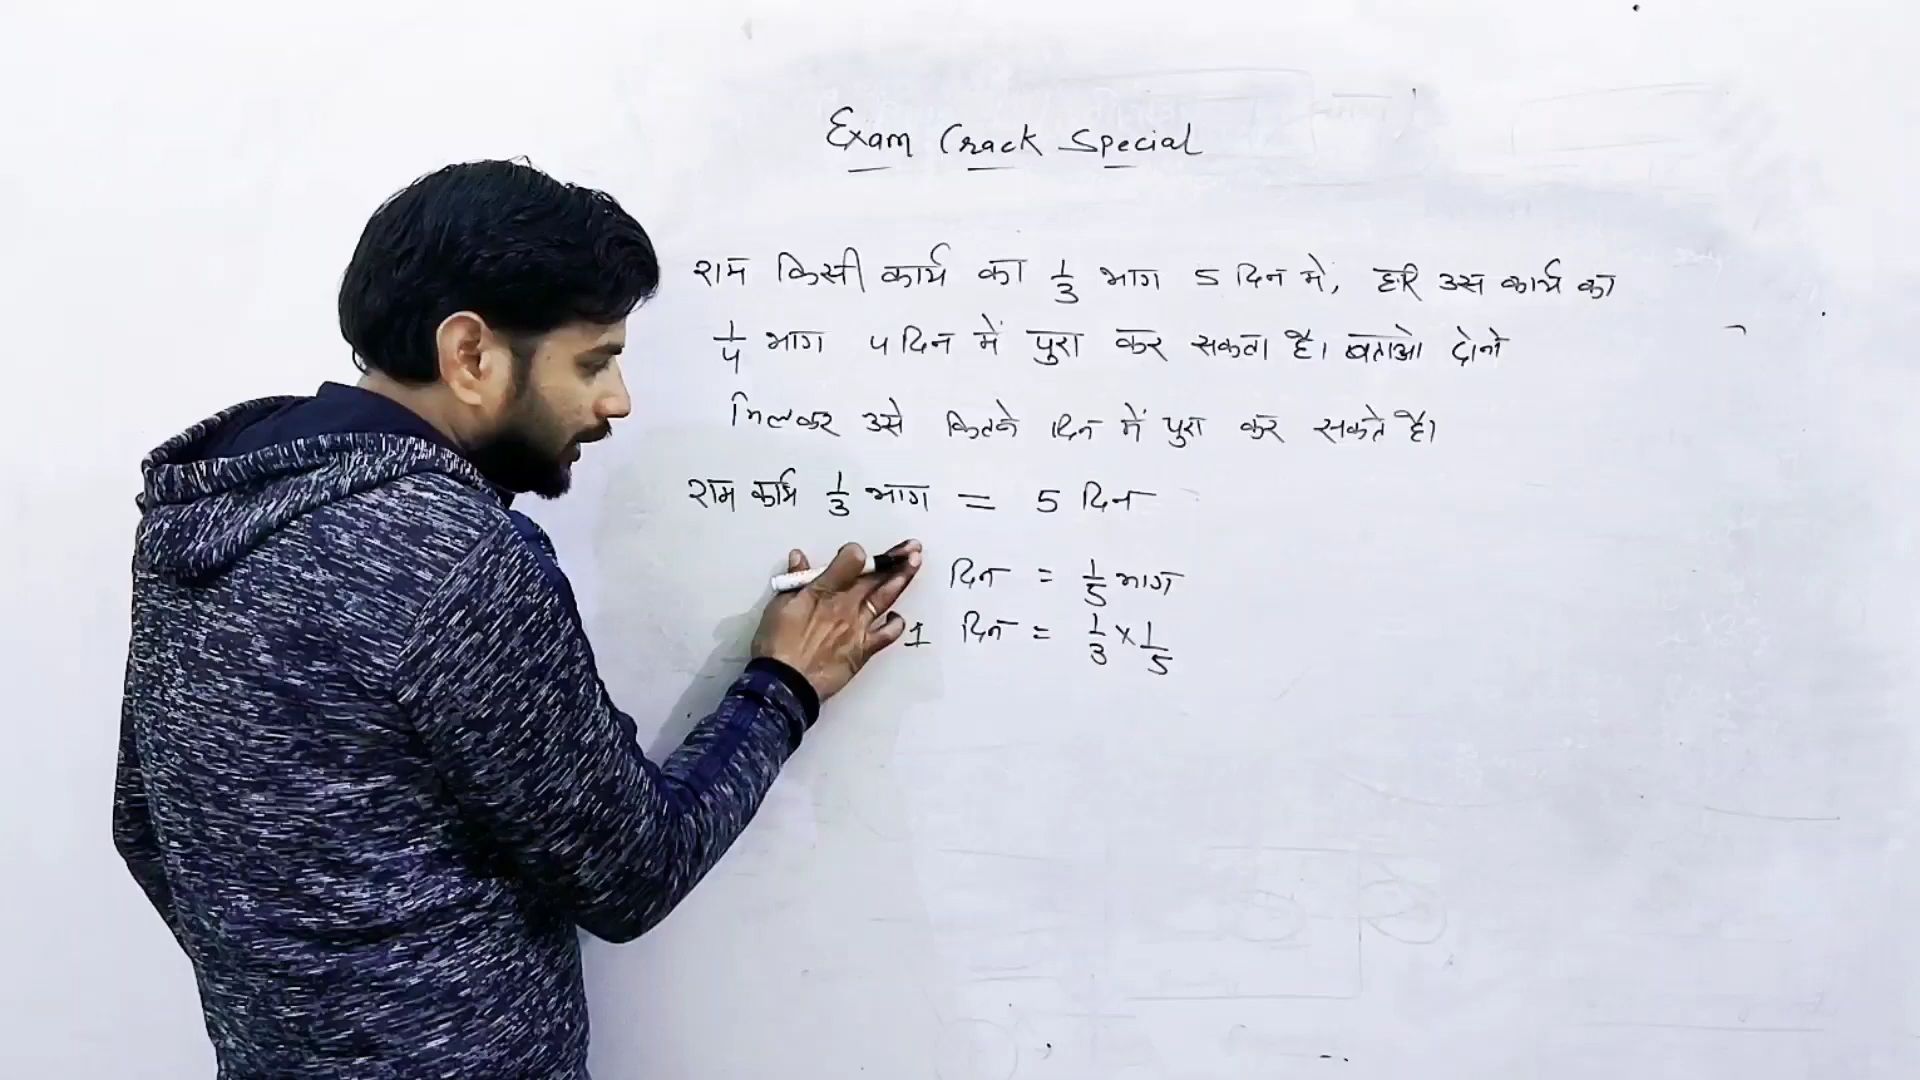 Exam Crack Special
राम किसी कार्य का 1/3 भाग 5 दिन मे, हरि उस कार्य का
1/4 भाग 4 दिन में पुरा कर सकता है। बताओ दोनो
मिलकर उसे कितने दिन में पुरा कर सकते है।
राम कार्य 1/3 भाग = 5 दिन
दिन = 1/5 भाग
1 दिन = 1/3 × 1/5